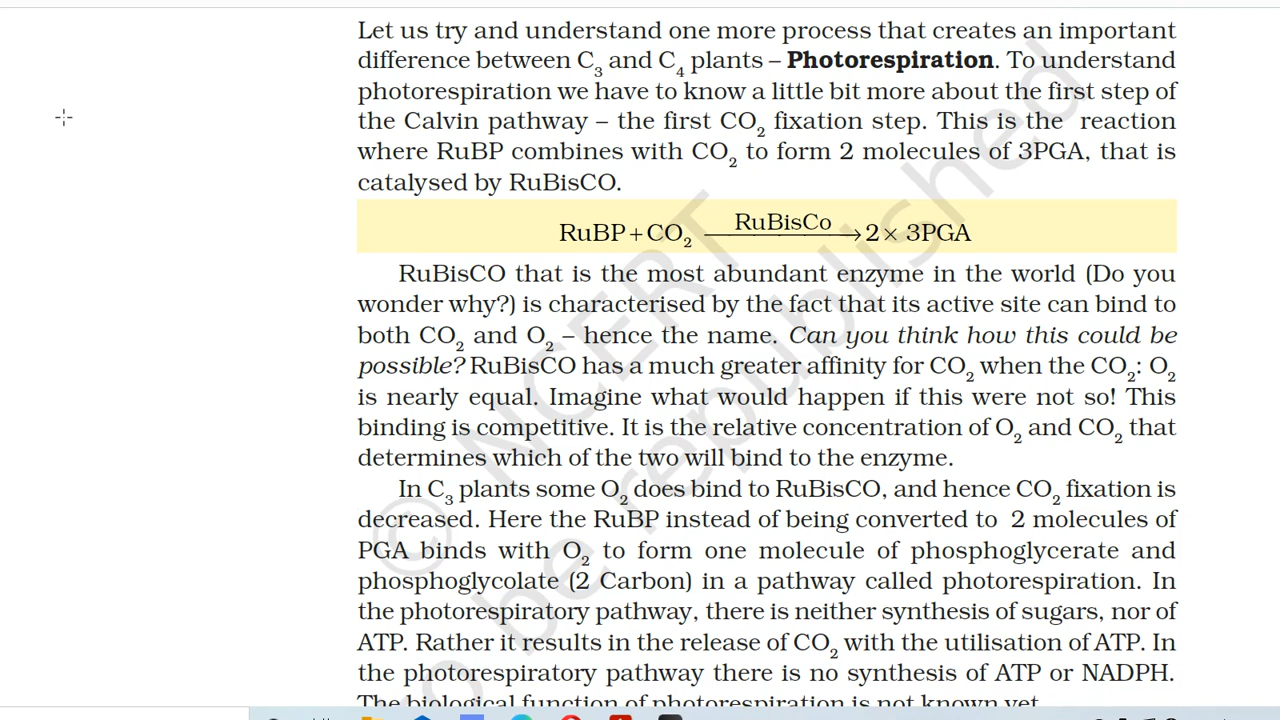 Let us try and understand one more process that creates an important
difference between C₃ and C₄ plants – Photorespiration. To understand
photorespiration we have to know a little bit more about the first step of
the Calvin pathway – the first CO₂ fixation step. This is the reaction
where RuBP combines with CO₂ to form 2 molecules of 3PGA, that is
catalysed by RuBisCO.
RuBisCo
RuBP + CO₂ ⟶ 2 × 3PGA
RuBisCO that is the most abundant enzyme in the world (Do you
wonder why?) is characterised by the fact that its active site can bind to
both CO₂ and O₂ – hence the name. Can you think how this could be
possible? RuBisCO has a much greater affinity for CO₂ when the CO₂: O₂
is nearly equal. Imagine what would happen if this were not so! This
binding is competitive. It is the relative concentration of O₂ and CO₂ that
determines which of the two will bind to the enzyme.
In C₃ plants some O₂ does bind to RuBisCO, and hence CO₂ fixation is
decreased. Here the RuBP instead of being converted to 2 molecules of
PGA binds with O₂ to form one molecule of phosphoglycerate and
phosphoglycolate (2 Carbon) in a pathway called photorespiration. In
the photorespiratory pathway, there is neither synthesis of sugars, nor of
ATP. Rather it results in the release of CO₂ with the utilisation of ATP. In
the photorespiratory pathway there is no synthesis of ATP or NADPH.
The biological function of photorespiration is not known yet.
© NCERT
to be republished